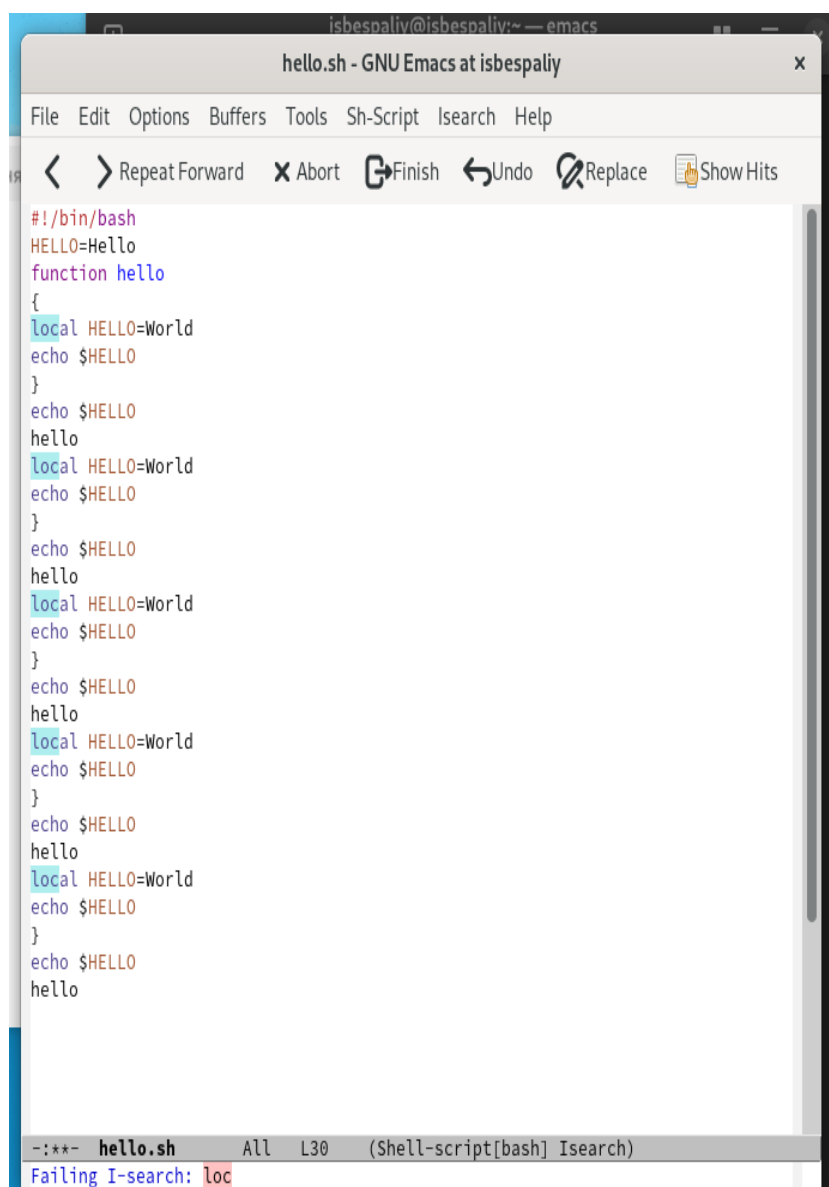 isbespaliy@isbespaliy:~ — emacs
hello.sh - GNU Emacs at isbespaliy
File Edit Options Buffers Tools Sh-Script Isearch Help
Repeat Forward Abort Finish Undo Replace Show Hits
#!/bin/bash
HELLO=Hello
function hello
{
local HELLO=World
echo $HELLO
}
echo $HELLO
hello
local HELLO=World
echo $HELLO
}
echo $HELLO
hello
local HELLO=World
echo $HELLO
}
echo $HELLO
hello
local HELLO=World
echo $HELLO
}
echo $HELLO
hello
local HELLO=World
echo $HELLO
}
echo $HELLO
hello
-:**- hello.sh All L30 (Shell-script[bash] Isearch)
Failing I-search: loc